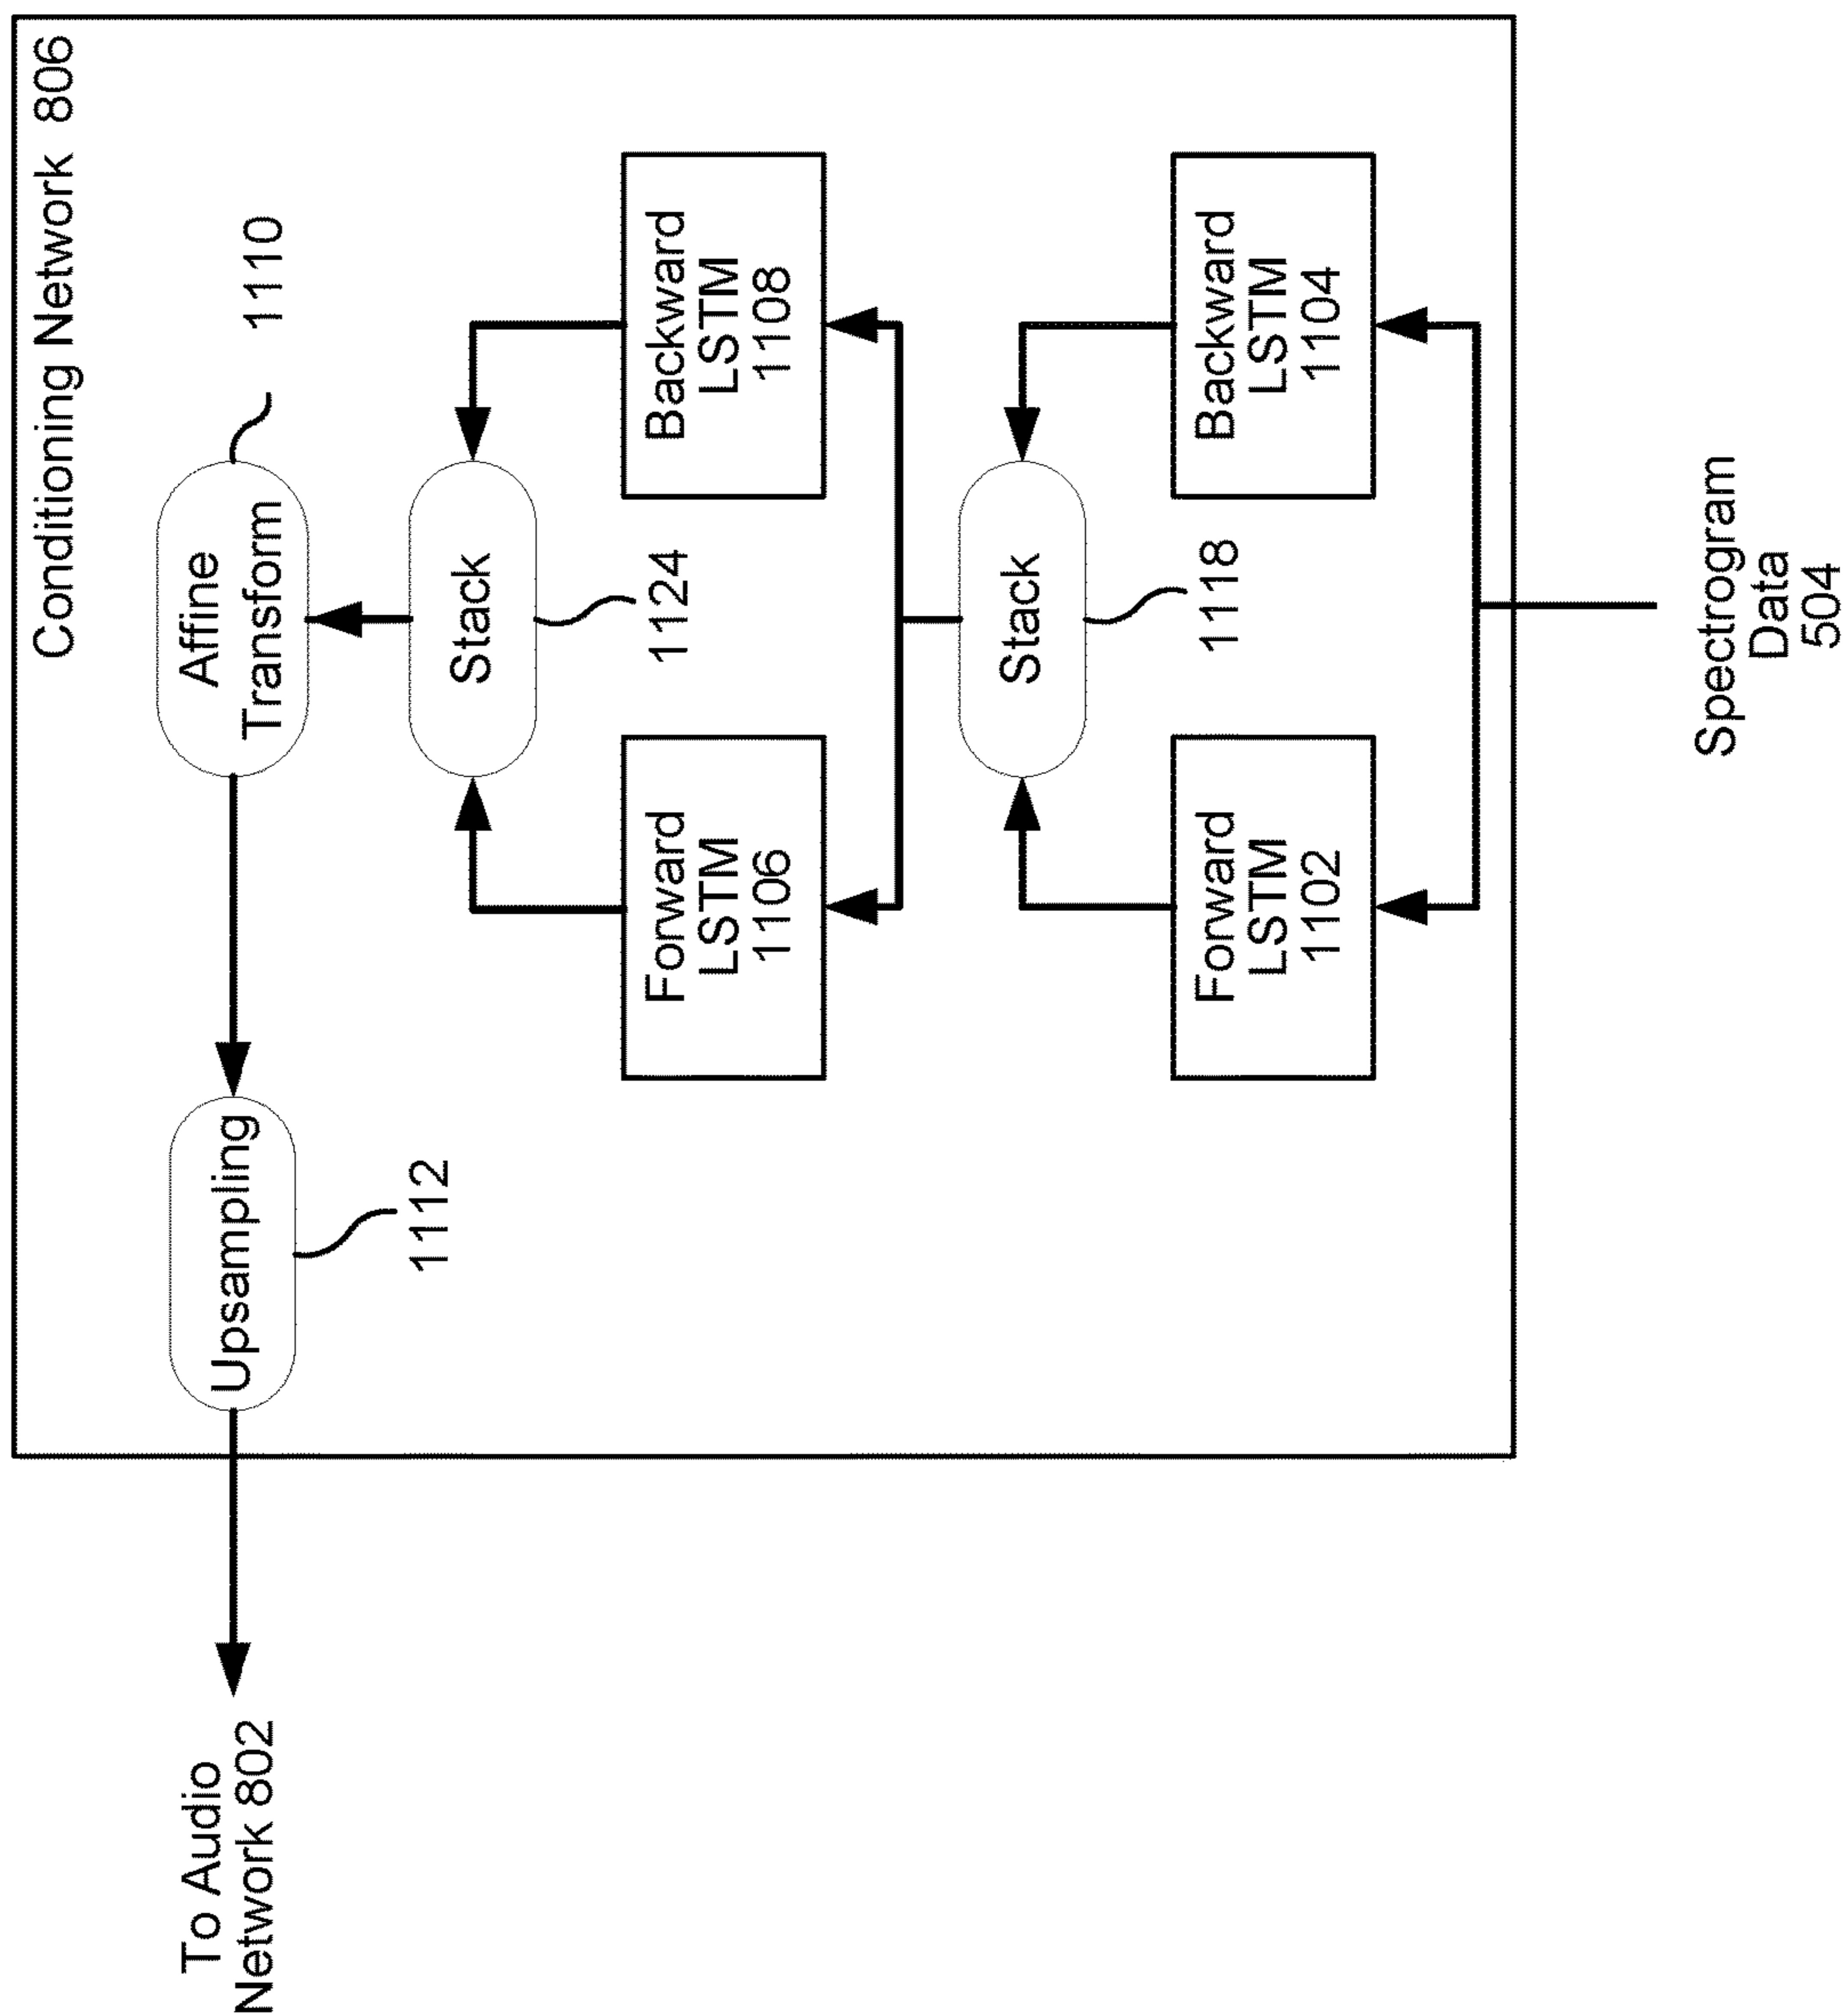 Conditioning Network 806
To Audio
Network 802
Upsampling
1112
Affine
Transform
1110
Stack
1124
Forward
LSTM
1106
Backward
LSTM
1108
Stack
1118
Forward
LSTM
1102
Backward
LSTM
1104
Spectrogram
Data
504